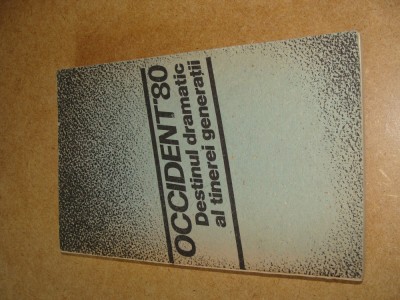 OCCIDENT '80
Destinul dramatic
al tinerei generații